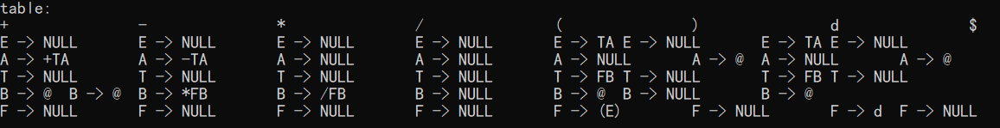 table:
+ - * / ( ) d $
E -> NULL E -> NULL E -> NULL E -> NULL E -> TA E -> NULL E -> TA E -> NULL
A -> +TA A -> -TA A -> NULL A -> NULL A -> NULL A -> @ A -> NULL A -> @
T -> NULL T -> NULL T -> NULL T -> NULL T -> FB T -> NULL T -> FB T -> NULL
B -> @ B -> @ B -> *FB B -> /FB B -> NULL B -> @ B -> NULL B -> @
F -> NULL F -> NULL F -> NULL F -> NULL F -> (E) F -> NULL F -> d F -> NULL